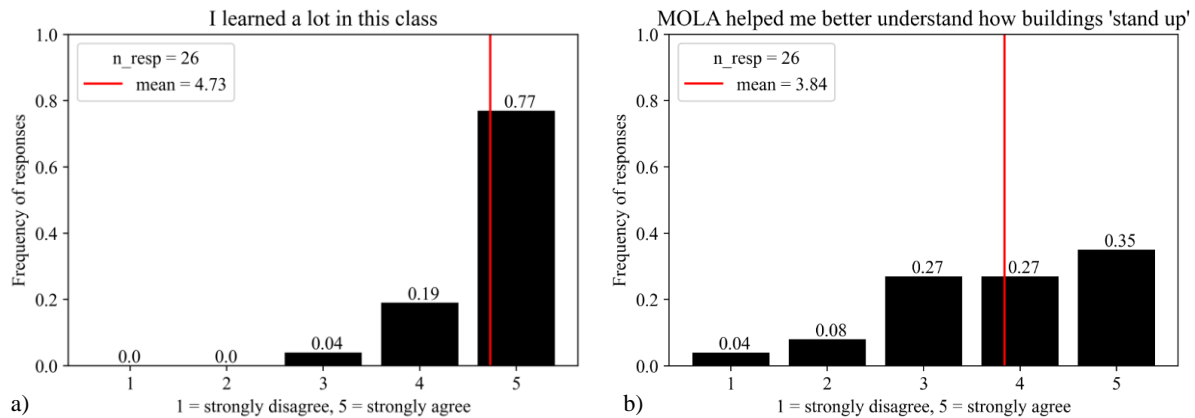 I learned a lot in this class
n_resp = 26
mean = 4.73
Frequency of responses
1.0
0.8
0.6
0.4
0.2
0.0
0.0
0.0
0.04
0.19
0.77
1
2
3
4
5
1 = strongly disagree, 5 = strongly agree
a)
MOLA helped me better understand how buildings 'stand up'
n_resp = 26
mean = 3.84
Frequency of responses
1.0
0.8
0.6
0.4
0.2
0.0
0.04
0.08
0.27
0.27
0.35
1
2
3
4
5
1 = strongly disagree, 5 = strongly agree
b)